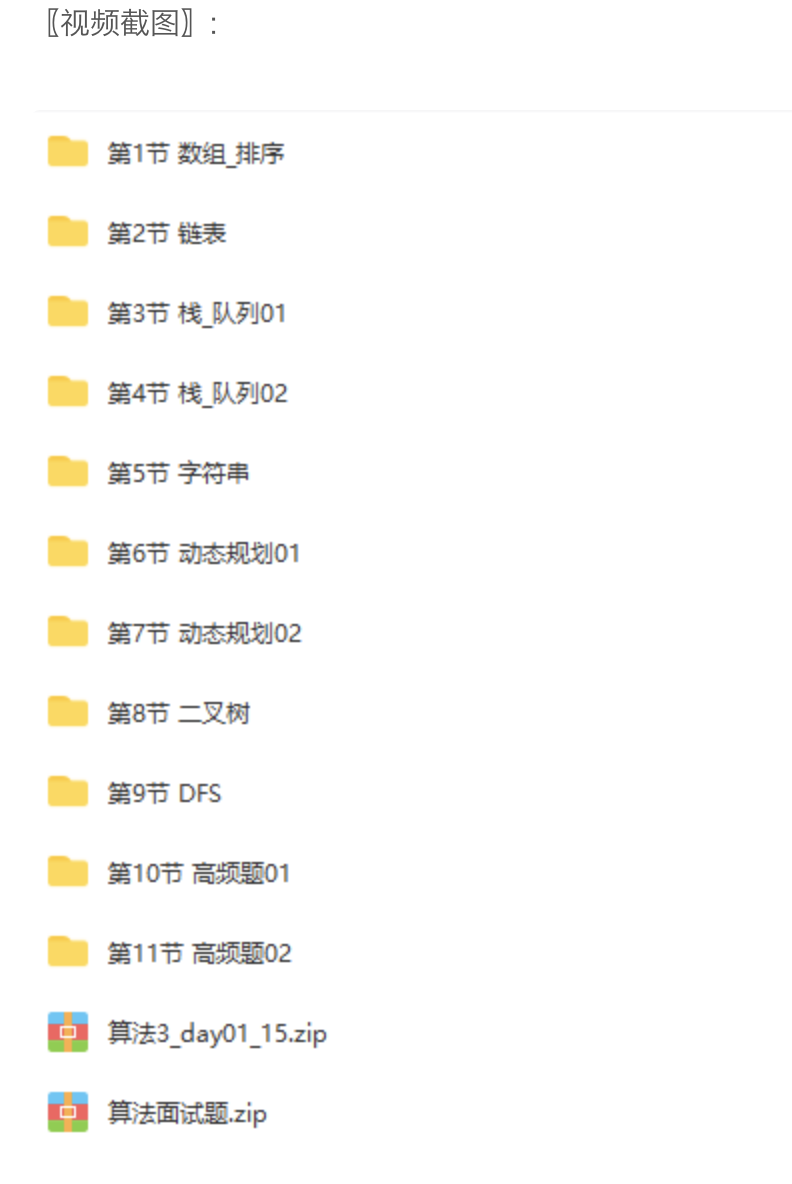 〖视频截图〗:
第1节 数组_排序
第2节 链表
第3节 栈_队列01
第4节 栈_队列02
第5节 字符串
第6节 动态规划01
第7节 动态规划02
第8节 二叉树
第9节 DFS
第10节 高频题01
第11节 高频题02
算法3_day01_15.zip
算法面试题.zip